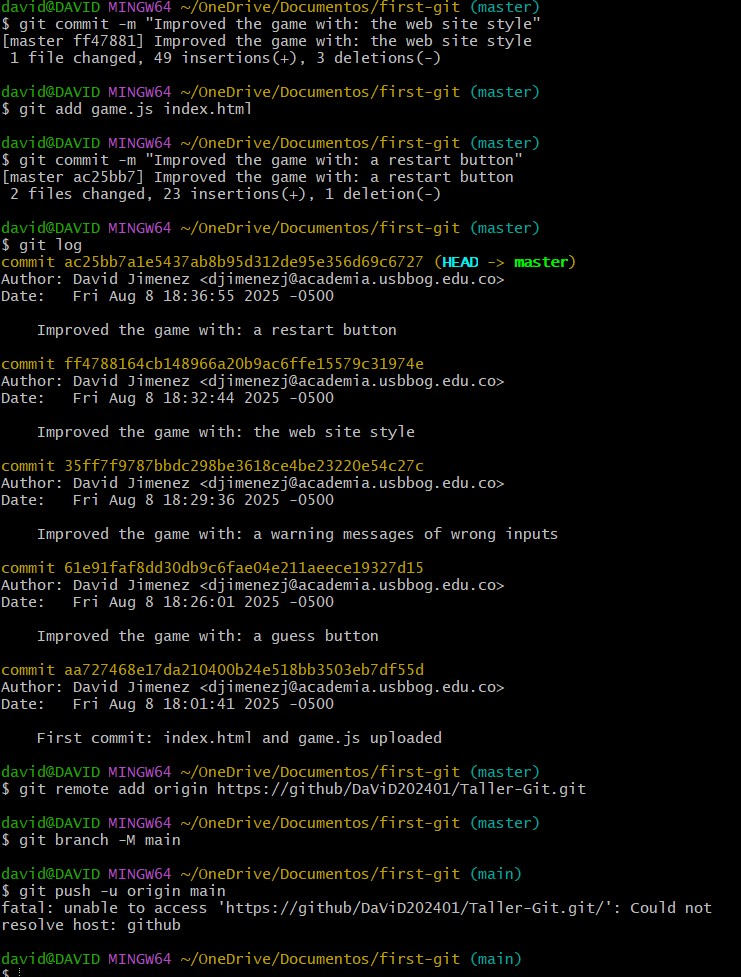 david@DAVID MINGW64 ~/OneDrive/Documentos/first-git (master)
$ git commit -m "Improved the game with: the web site style"
[master ff47881] Improved the game with: the web site style
 1 file changed, 49 insertions(+), 3 deletions(-)
david@DAVID MINGW64 ~/OneDrive/Documentos/first-git (master)
$ git add game.js index.html
david@DAVID MINGW64 ~/OneDrive/Documentos/first-git (master)
$ git commit -m "Improved the game with: a restart button"
[master ac25bb7] Improved the game with: a restart button
 2 files changed, 23 insertions(+), 1 deletion(-)
david@DAVID MINGW64 ~/OneDrive/Documentos/first-git (master)
$ git log
commit ac25bb7a1e5437ab8b95d312de95e356d69c6727 (HEAD -> master)
Author: David Jimenez <djimenezj@academia.usbbog.edu.co>
Date:   Fri Aug 8 18:36:55 2025 -0500
    Improved the game with: a restart button
commit ff4788164cb148966a20b9ac6ffe15579c31974e
Author: David Jimenez <djimenezj@academia.usbbog.edu.co>
Date:   Fri Aug 8 18:32:44 2025 -0500
    Improved the game with: the web site style
commit 35ff7f9787bbdc298be3618ce4be23220e54c27c
Author: David Jimenez <djimenezj@academia.usbbog.edu.co>
Date:   Fri Aug 8 18:29:36 2025 -0500
    Improved the game with: a warning messages of wrong inputs
commit 61e91faf8dd30db9c6fae04e211aeece19327d15
Author: David Jimenez <djimenezj@academia.usbbog.edu.co>
Date:   Fri Aug 8 18:26:01 2025 -0500
    Improved the game with: a guess button
commit aa727468e17da210400b24e518bb3503eb7df55d
Author: David Jimenez <djimenezj@academia.usbbog.edu.co>
Date:   Fri Aug 8 18:01:41 2025 -0500
    First commit: index.html and game.js uploaded
david@DAVID MINGW64 ~/OneDrive/Documentos/first-git (master)
$ git remote add origin https://github/DaViD202401/Taller-Git.git
david@DAVID MINGW64 ~/OneDrive/Documentos/first-git (master)
$ git branch -M main
david@DAVID MINGW64 ~/OneDrive/Documentos/first-git (main)
$ git push -u origin main
fatal: unable to access 'https://github/DaViD202401/Taller-Git.git/': Could not
resolve host: github
david@DAVID MINGW64 ~/OneDrive/Documentos/first-git (main)
$